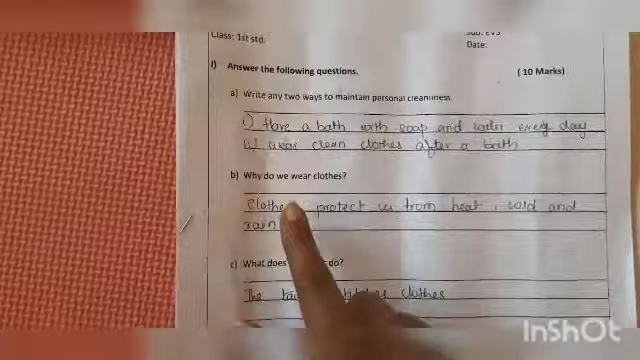 Class: 1st std.
Sub: EVS
Date:
I) Answer the following questions. (10 Marks)
a) Write any two ways to maintain personal cleanliness.
i) Have a bath with soap and water every day
ii) wear clean clothes after a bath
b) Why do we wear clothes?
Clothes protect us from heat, cold and
rain
c) What does do?
The clothes
InShOt